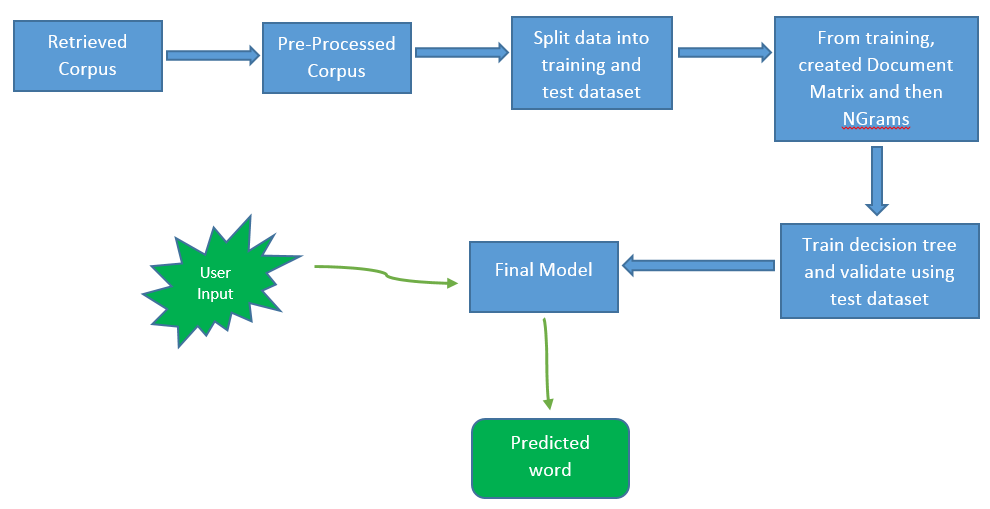 Retrieved
Corpus
Pre-Processed
Corpus
Split data into
training and
test dataset
From training,
created Document
Matrix and then
NGrams
Train decision tree
and validate using
test dataset
Final Model
User
Input
Predicted
word